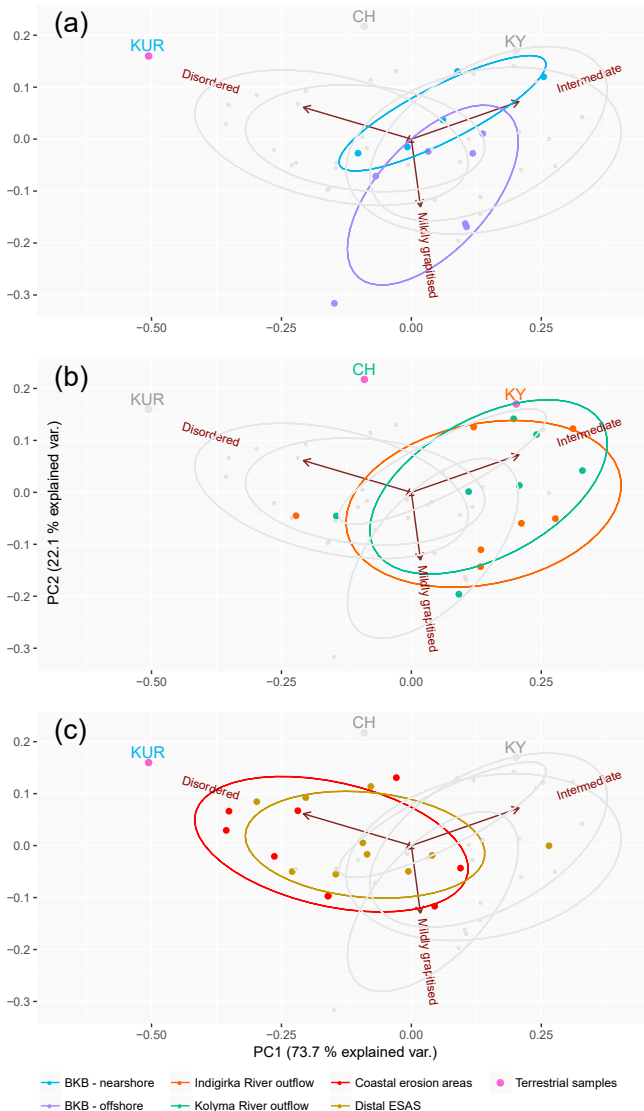 (a)
CH
KUR
KY
Disordered
Intermediate
Mildly grapitised
0.2
0.1
0.0
−0.1
−0.2
−0.3
−0.50
−0.25
0.00
0.25
(b)
CH
KUR
KY
Disordered
Intermediate
Mildly grapitised
0.2
0.1
0.0
−0.1
−0.2
−0.3
PC2 (22.1 % explained var.)
−0.50
−0.25
0.00
0.25
(c)
CH
KUR
KY
Disordered
Intermediate
Mildly grapitised
0.2
0.1
0.0
−0.1
−0.2
−0.3
−0.50
−0.25
0.00
0.25
PC1 (73.7 % explained var.)
BKB - nearshore
Indigirka River outflow
Coastal erosion areas
Terrestrial samples
BKB - offshore
Kolyma River outflow
Distal ESAS